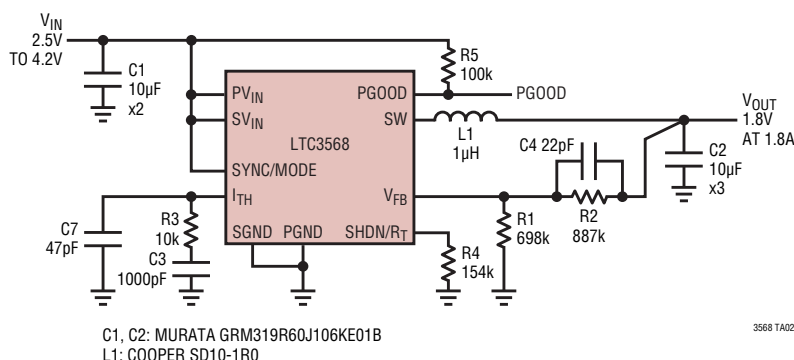 VIN
2.5V
TO 4.2V
C1
10µF
x2
R5
100k
PVIN
SVIN
LTC3568
SYNC/MODE
ITH
SGND PGND
PGOOD
SW
VFB
SHDN/RT
PGOOD
L1
1µH
C4 22pF
VOUT
1.8V
AT 1.8A
C2
10µF
x3
R1
698k
R2
887k
R4
154k
C7
47pF
R3
10k
C3
1000pF
C1, C2: MURATA GRM319R60J106KE01B
L1: COOPER SD10-1R0
3568 TA02